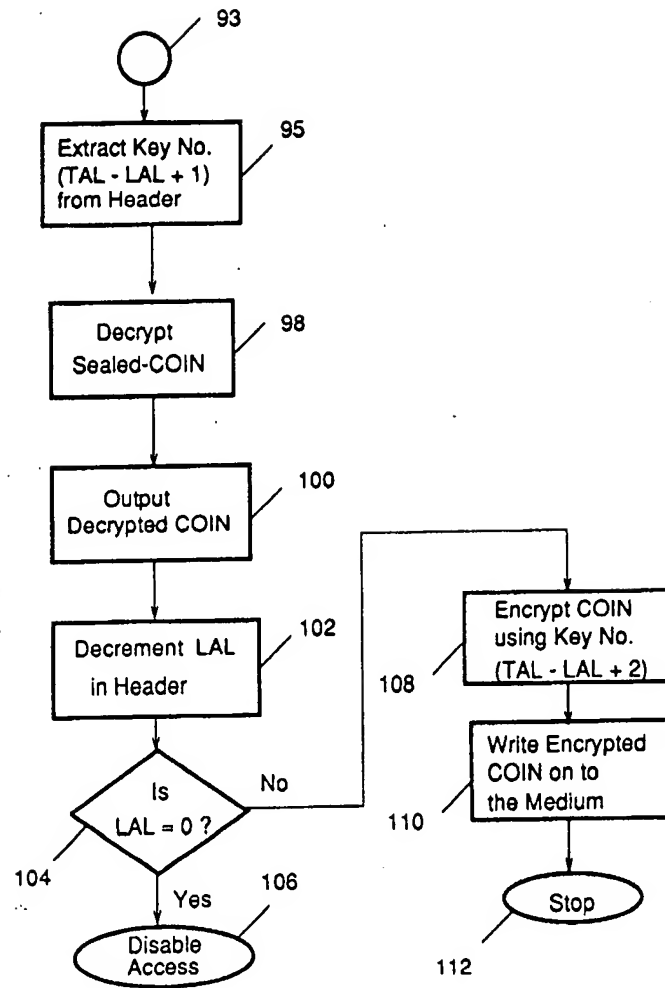 93
95
Extract Key No.
(TAL - LAL + 1)
from Header
98
Decrypt
Sealed-COIN
100
Output
Decrypted COIN
102
Decrement LAL
in Header
Is
LAL = 0 ?
No
104
Yes
106
Disable
Access
Encrypt COIN
using Key No.
(TAL - LAL + 2)
108
Write Encrypted
COIN on to
the Medium
110
Stop
112